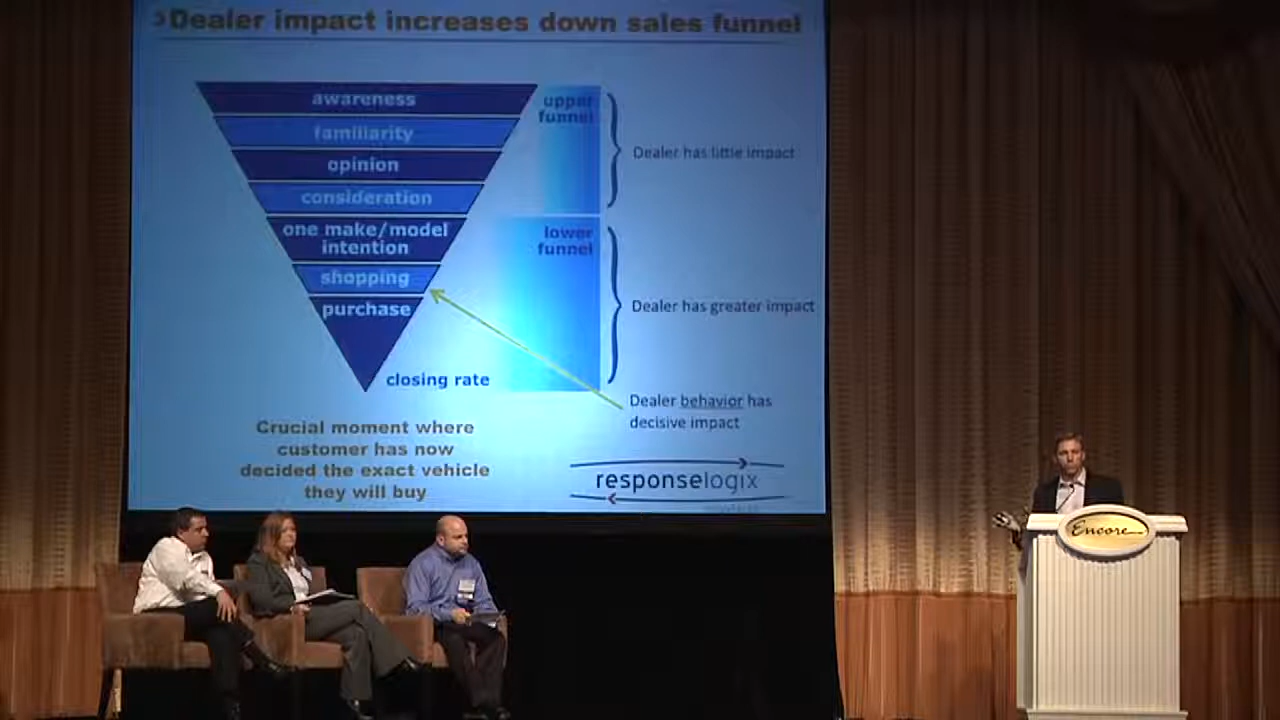 Dealer impact increases down sales funnel
awareness
familiarity
opinion
consideration
one make/model
intention
shopping
purchase
closing rate
upper
funnel
Dealer has little impact
lower
funnel
Dealer has greater impact
Dealer behavior has
decisive impact
Crucial moment where
customer has now
decided the exact vehicle
they will buy
responselogix
Encore